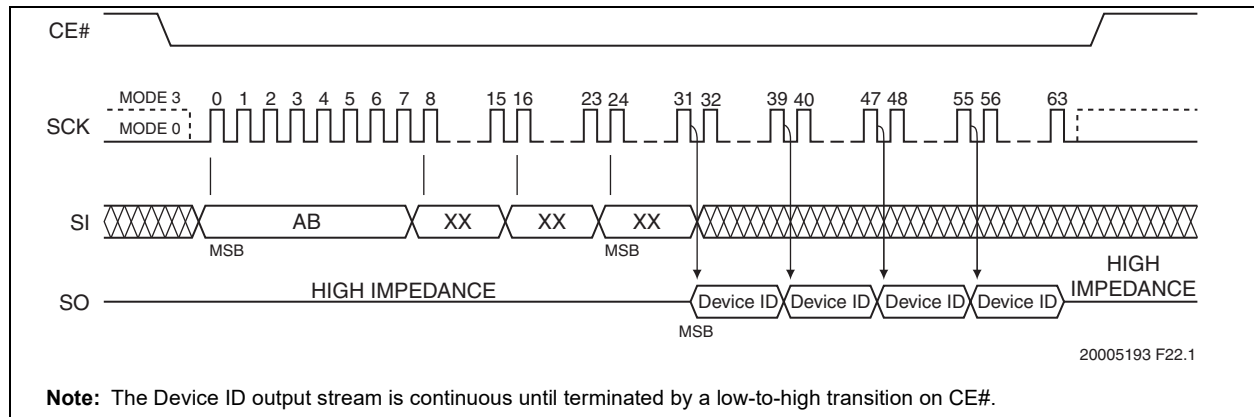 CE#
MODE 3 0 1 2 3 4 5 6 7 8 15 16 23 24 31 32 39 40 47 48 55 56 63
SCK MODE 0
SI AB XX XX XX
MSB MSB
HIGH
SO HIGH IMPEDANCE Device ID Device ID Device ID Device ID IMPEDANCE
MSB
20005193 F22.1
Note: The Device ID output stream is continuous until terminated by a low-to-high transition on CE#.